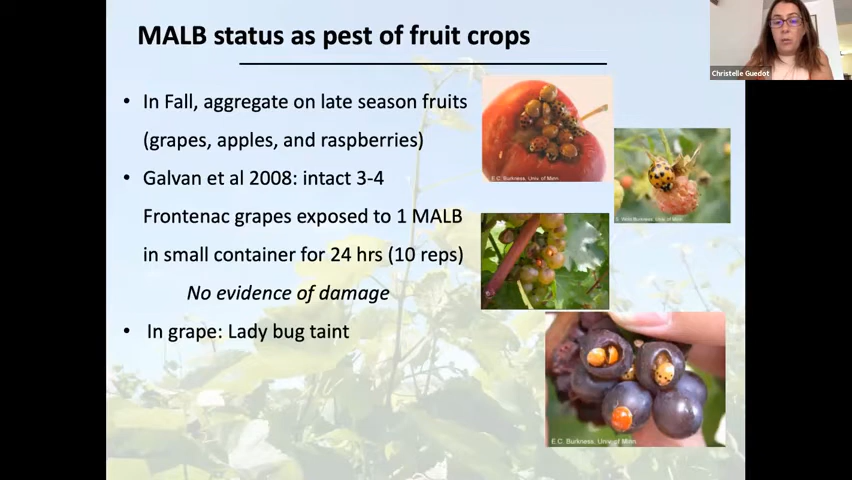 MALB status as pest of fruit crops
Christelle Guedot
• In Fall, aggregate on late season fruits
(grapes, apples, and raspberries)
• Galvan et al 2008: intact 3-4
Frontenac grapes exposed to 1 MALB
in small container for 24 hrs (10 reps)
No evidence of damage
• In grape: Lady bug taint
E.C. Burkness, Univ of Minn.
E.C. Burkness, Univ of Minn.